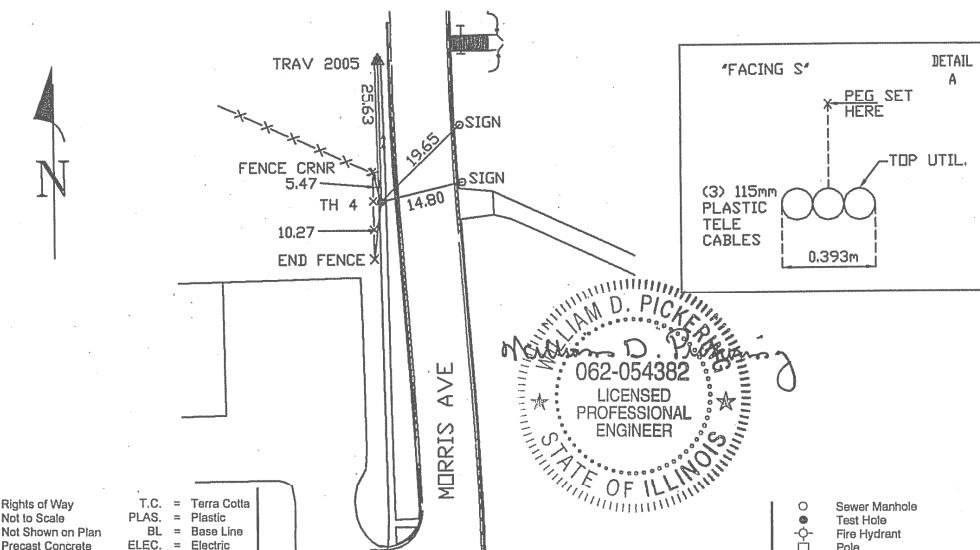 TRAV 2005
25.63
N
FENCE CRNR
5.47
TH 4
10.27
END FENCE
19.65
SIGN
14.80
SIGN
MORRIS AVE
"FACING S"
DETAIL
A
PEG SET
HERE
TOP UTIL.
(3) 115mm
PLASTIC
TELE
CABLES
0.393m
WILLIAM D. PICKERING
William D. Pickering
062-054382
LICENSED
PROFESSIONAL
ENGINEER
STATE OF ILLINOIS
Rights of Way
Not to Scale
Not Shown on Plan
Precast Concrete
T.C. = Terra Cotta
PLAS. = Plastic
BL = Base Line
ELEC. = Electric
Sewer Manhole
Test Hole
Fire Hydrant
Pole